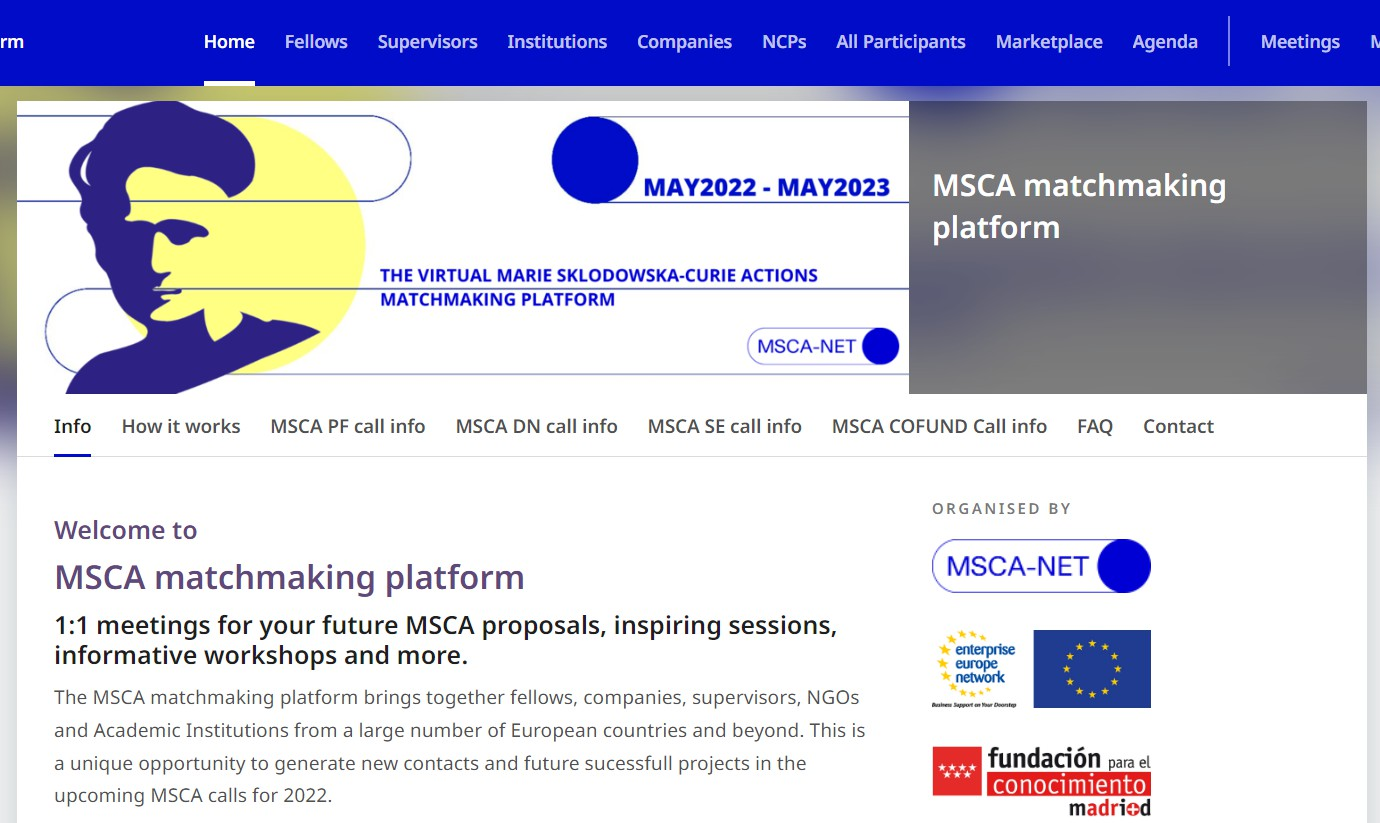 rm Home Fellows Supervisors Institutions Companies NCPs All Participants Marketplace Agenda Meetings M
MAY2022 - MAY2023
THE VIRTUAL MARIE SKLODOWSKA-CURIE ACTIONS
MATCHMAKING PLATFORM
MSCA-NET
MSCA matchmaking
platform
Info How it works MSCA PF call info MSCA DN call info MSCA SE call info MSCA COFUND Call info FAQ Contact
Welcome to
MSCA matchmaking platform
1:1 meetings for your future MSCA proposals, inspiring sessions,
informative workshops and more.
The MSCA matchmaking platform brings together fellows, companies, supervisors, NGOs
and Academic Institutions from a large number of European countries and beyond. This is
a unique opportunity to generate new contacts and future sucessfull projects in the
upcoming MSCA calls for 2022.
ORGANISED BY
MSCA-NET
enterprise
europe
network
Business Support on Your Doorstep
fundación para el
conocimiento
madri+d